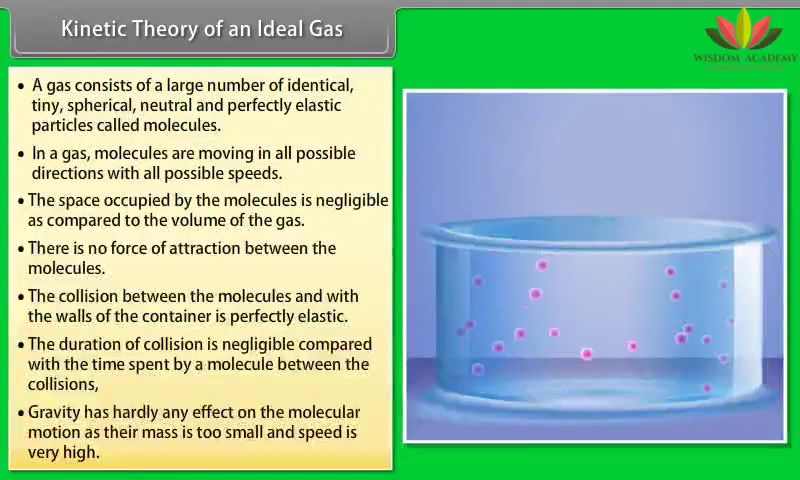 Kinetic Theory of an Ideal Gas
WISDOM ACADEMY
• A gas consists of a large number of identical,
tiny, spherical, neutral and perfectly elastic
particles called molecules.
• In a gas, molecules are moving in all possible
directions with all possible speeds.
• The space occupied by the molecules is negligible
as compared to the volume of the gas.
• There is no force of attraction between the
molecules.
• The collision between the molecules and with
the walls of the container is perfectly elastic.
• The duration of collision is negligible compared
with the time spent by a molecule between the
collisions,
• Gravity has hardly any effect on the molecular
motion as their mass is too small and speed is
very high.